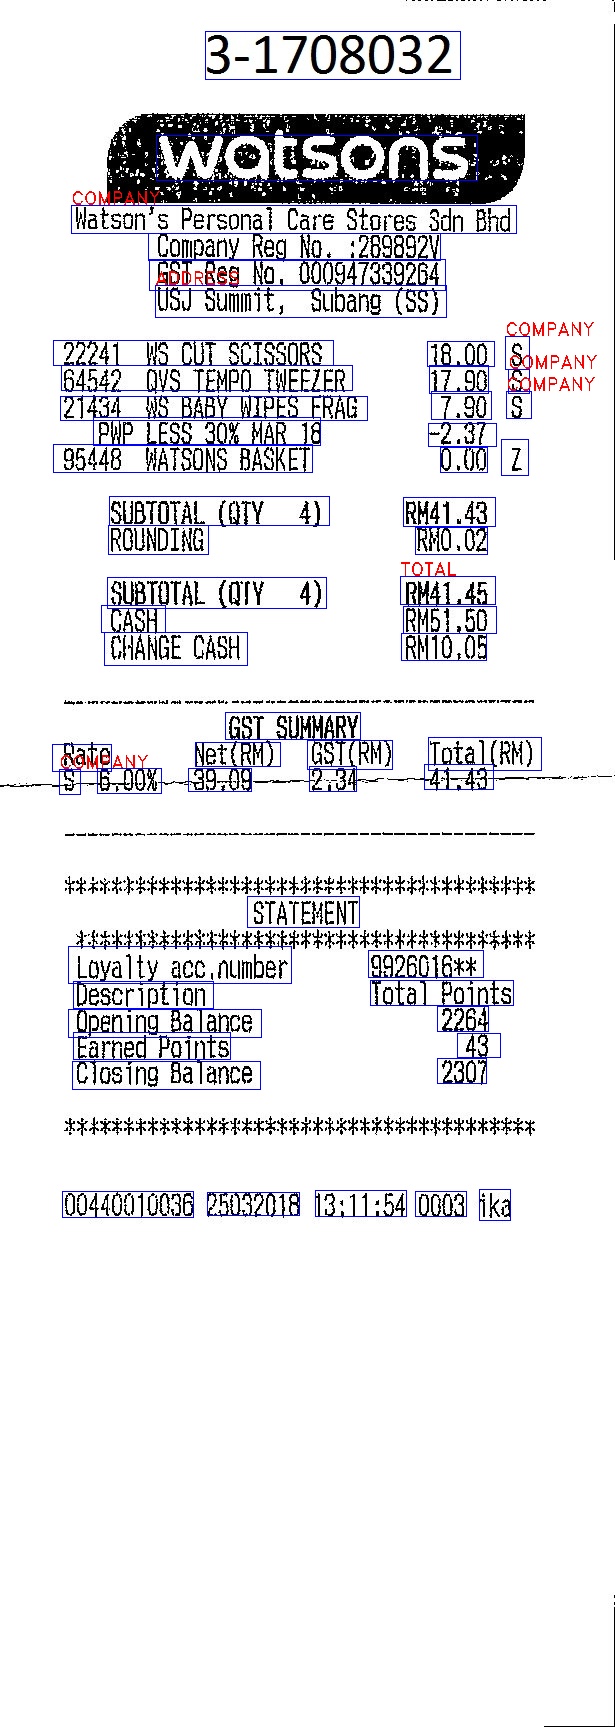 3-1708032
watsons
COMPANY
Watson's Personal Care Stores Sdn Bhd
Company Reg No. :289892V
GST Reg No. 000947339264
ADDRESS
USJ Summit, Subang (SS)
COMPANY
22241 WS CUT SCISSORS 18.00 S
COMPANY
64542 QVS TEMPO TWEEZER 17.90 S
COMPANY
21434 WS BABY WIPES FRAG 7.90 S
PWP LESS 30% MAR 18 -2.37
95448 WATSONS BASKET 0.00 Z
SUBTOTAL (QTY 4) RM41.43
ROUNDING RM0.02
TOTAL
SUBTOTAL (QTY 4) RM41.45
CASH RM51.50
CHANGE CASH RM10.05
GST SUMMARY
Rate Net(RM) GST(RM) Total(RM)
COMPANY
S 6.00% 39.09 2.34 41.43
****************************************
STATEMENT
***************************************
Loyalty acc.number 9926016**
Description Total Points
Opening Balance 2264
Earned Points 43
Closing Balance 2307
****************************************
00440010036 25032018 13:11:54 0003 ika